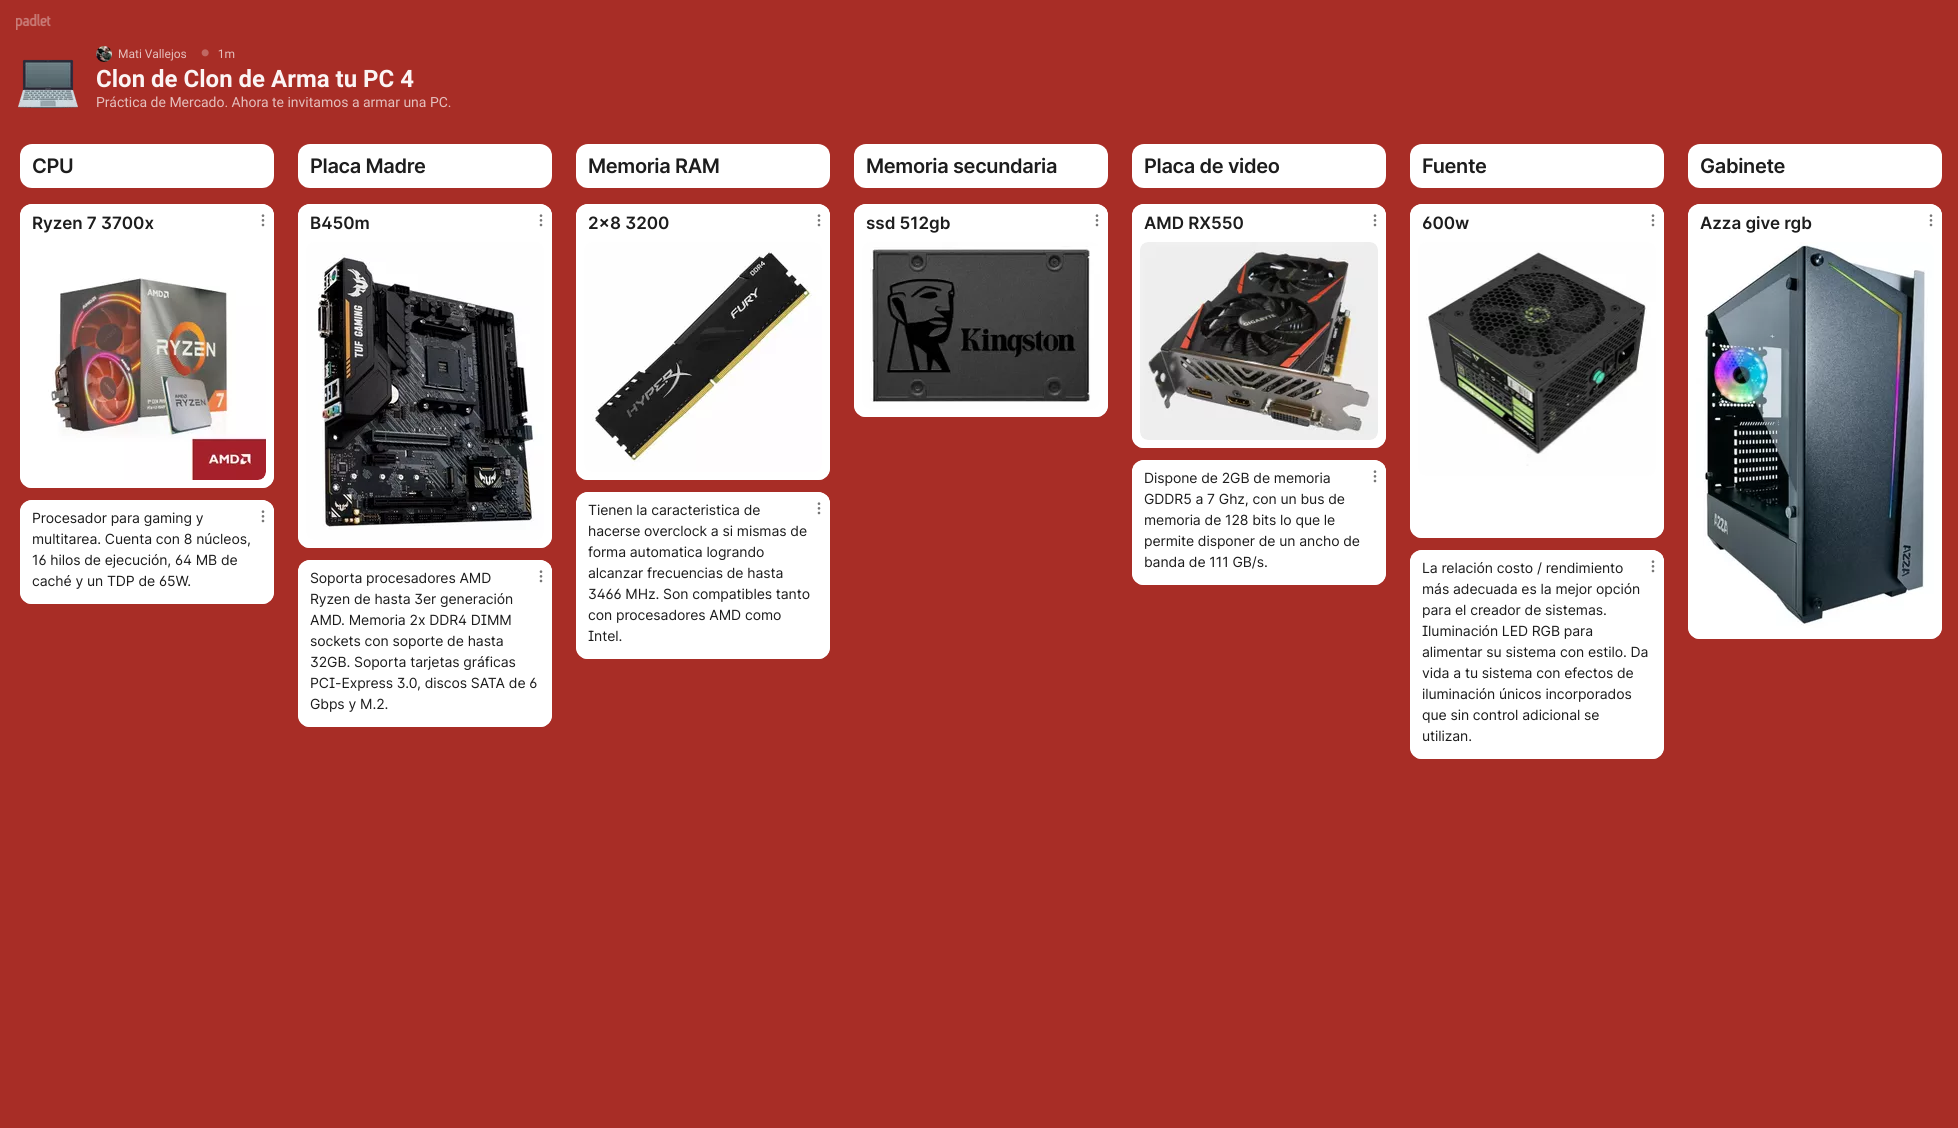 padlet
Mati Vallejos
1m
Clon de Clon de Arma tu PC 4
Práctica de Mercado. Ahora te invitamos a armar una PC.
CPU
Ryzen 7 3700x
AMD
RYZEN
7
AMD
RYZEN
AMD
Procesador para gaming y
multitarea. Cuenta con 8 núcleos,
16 hilos de ejecución, 64 MB de
caché y un TDP de 65W.
Placa Madre
B450m
TUF GAMING
Soporta procesadores AMD
Ryzen de hasta 3er generación
AMD. Memoria 2x DDR4 DIMM
sockets con soporte de hasta
32GB. Soporta tarjetas gráficas
PCI-Express 3.0, discos SATA de 6
Gbps y M.2.
Memoria RAM
2x8 3200
DDR4
FURY
HYPERX
Tienen la caracteristica de
hacerse overclock a si mismas de
forma automatica logrando
alcanzar frecuencias de hasta
3466 MHz. Son compatibles tanto
con procesadores AMD como
Intel.
Memoria secundaria
ssd 512gb
Kingston
Placa de video
AMD RX550
GIGABYTE
Dispone de 2GB de memoria
GDDR5 a 7 Ghz, con un bus de
memoria de 128 bits lo que le
permite disponer de un ancho de
banda de 111 GB/s.
Fuente
600w
La relación costo / rendimiento
más adecuada es la mejor opción
para el creador de sistemas.
Iluminación LED RGB para
alimentar su sistema con estilo. Da
vida a tu sistema con efectos de
iluminación únicos incorporados
que sin control adicional se
utilizan.
Gabinete
Azza give rgb
AZZA
AZZA